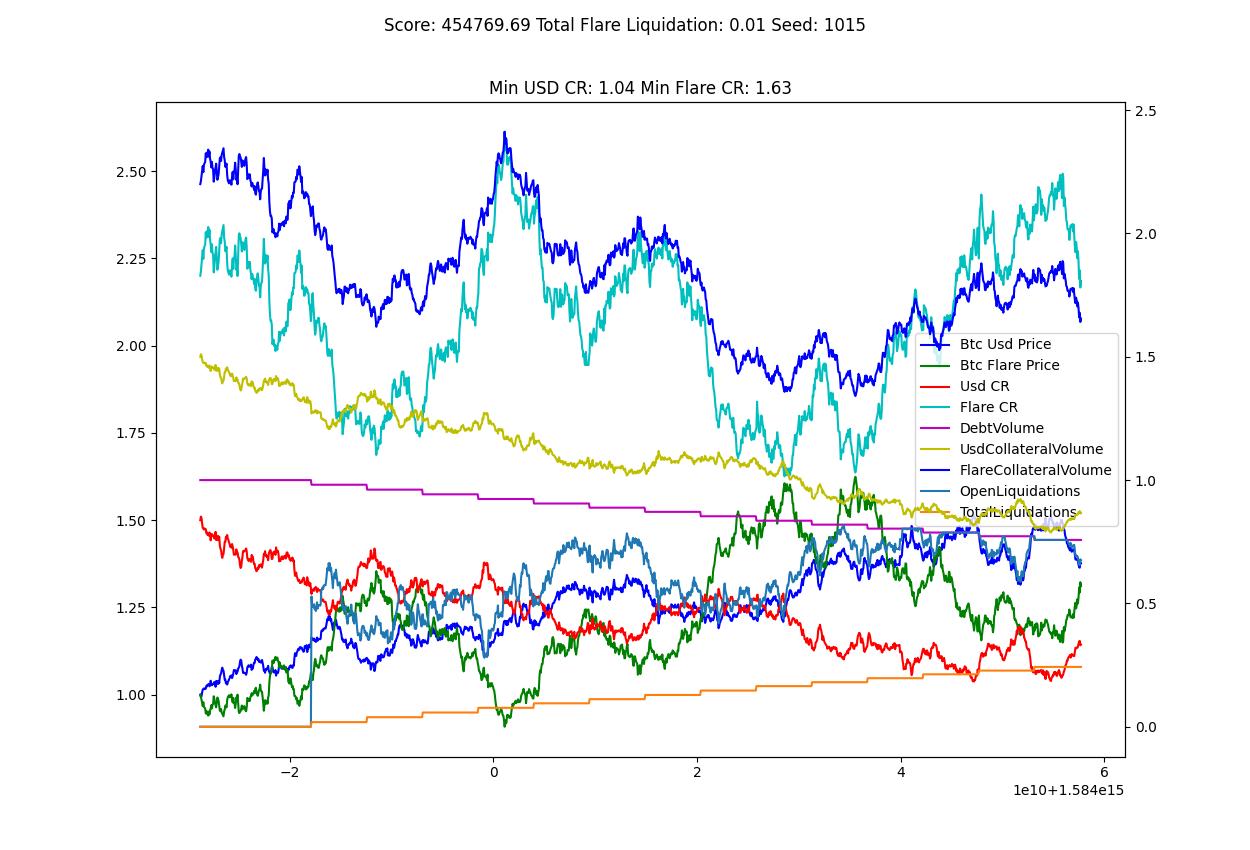 Score: 454769.69 Total Flare Liquidation: 0.01 Seed: 1015
Min USD CR: 1.04 Min Flare CR: 1.63
2.50
2.25
2.00
1.75
1.50
1.25
1.00
2.5
2.0
1.5
1.0
0.5
0.0
Btc Usd Price
Btc Flare Price
Usd CR
Flare CR
DebtVolume
UsdCollateralVolume
FlareCollateralVolume
OpenLiquidations
TotalLiquidations
−2 0 2 4 6
1e10+1.584e15